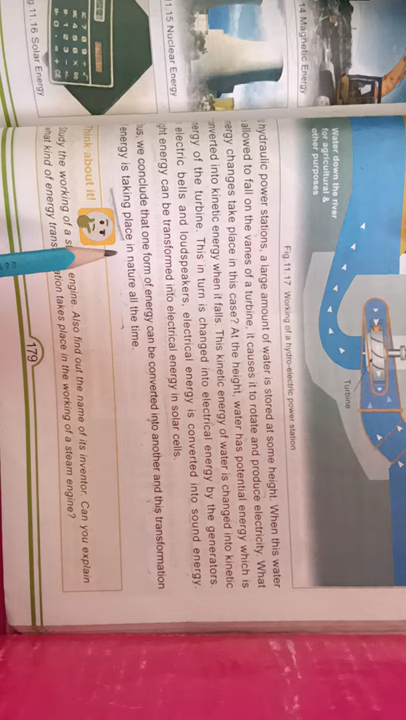 14 Magnetic Energy
11.15 Nuclear Energy
g.11.16 Solar Energy
Water down the river
for agricultural &
other purposes
Turbine
Fig 11.17 Working of a hydro-electric power station
hydraulic power stations, a large amount of water is stored at some height. When this water
allowed to fall on the vanes of a turbine, it causes it to rotate and produce electricity. What
ergy changes take place in this case? At the height, water has potential energy which is
nverted into kinetic energy when it falls. This kinetic energy of water is changed into kinetic
ergy of the turbine. This in turn is changed into electrical energy by the generators.
electric bells and loudspeakers, electrical energy is converted into sound energy.
ght energy can be transformed into electrical energy in solar cells.
us, we conclude that one form of energy can be converted into another and this transformation
energy is taking place in nature all the time.
hink about it!
Study the working of a engine. Also find out the name of its inventor. Can you explain
what kind of energy trans ation takes place in the working of a steam engine?
179